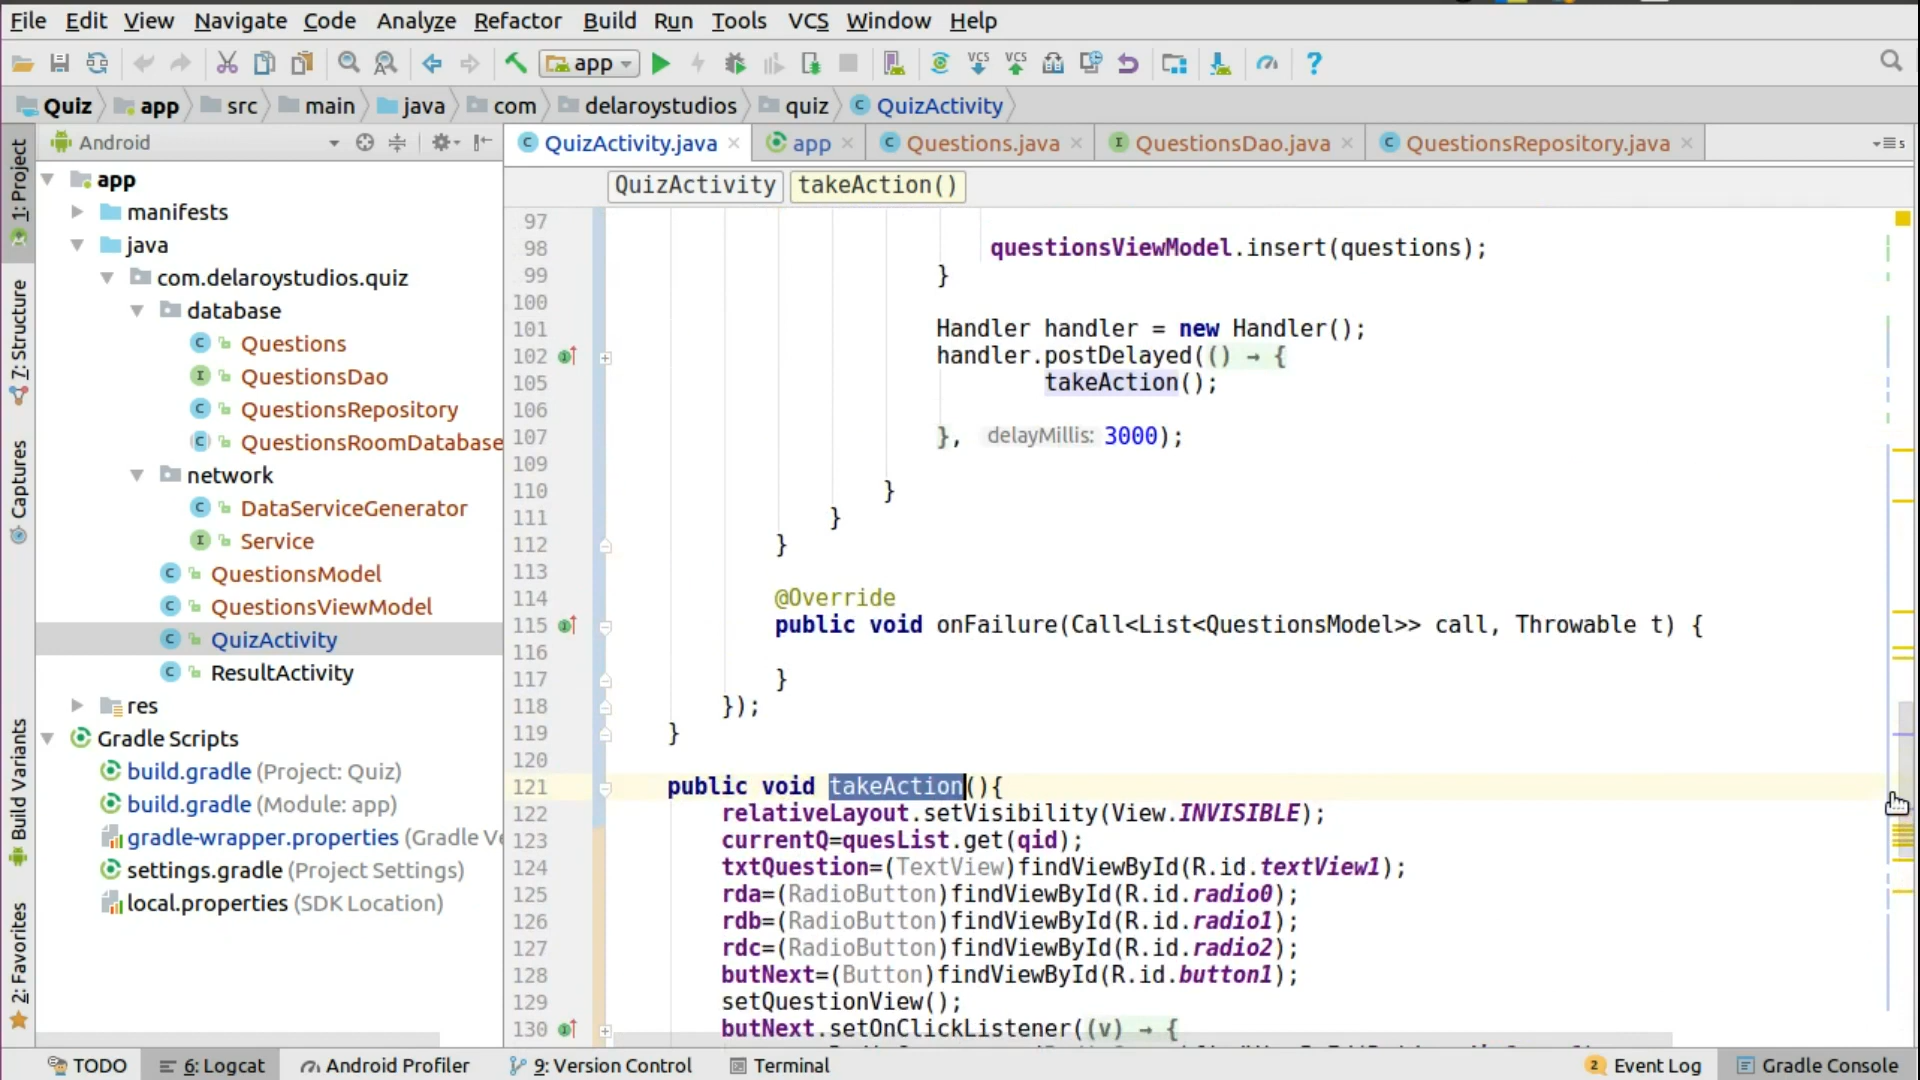 File Edit View Navigate Code Analyze Refactor Build Run Tools VCS Window Help
app VCS VCS ?
Quiz app src main java com delaroystudios quiz C QuizActivity
Android
C QuizActivity.java app C Questions.java I QuestionsDao.java C QuestionsRepository.java
QuizActivity takeAction()
1: Project
7: Structure
Captures
Build Variants
2: Favorites
app
manifests
java
com.delaroystudios.quiz
database
C Questions
I QuestionsDao
C QuestionsRepository
C QuestionsRoomDatabase
network
C DataServiceGenerator
I Service
C QuestionsModel
C QuestionsViewModel
C QuizActivity
C ResultActivity
res
Gradle Scripts
build.gradle (Project: Quiz)
build.gradle (Module: app)
gradle-wrapper.properties (Gradle Ve
settings.gradle (Project Settings)
local.properties (SDK Location)
97
98 questionsViewModel.insert(questions);
99 }
100
101 Handler handler = new Handler();
102 handler.postDelayed(() → {
105 takeAction();
106
107 }, delayMillis: 3000);
109
110 }
111 }
112 }
113
114 @Override
115 public void onFailure(Call<List<QuestionsModel>> call, Throwable t) {
116
117 }
118 });
119 }
120
121 public void takeAction(){
122 relativeLayout.setVisibility(View.INVISIBLE);
123 currentQ=quesList.get(qid);
124 txtQuestion=(TextView)findViewById(R.id.textView1);
125 rda=(RadioButton)findViewById(R.id.radio0);
126 rdb=(RadioButton)findViewById(R.id.radio1);
127 rdc=(RadioButton)findViewById(R.id.radio2);
128 butNext=(Button)findViewById(R.id.button1);
129 setQuestionView();
130 butNext.setOnClickListener((v) → {
TODO 6: Logcat Android Profiler 9: Version Control Terminal 2 Event Log Gradle Console